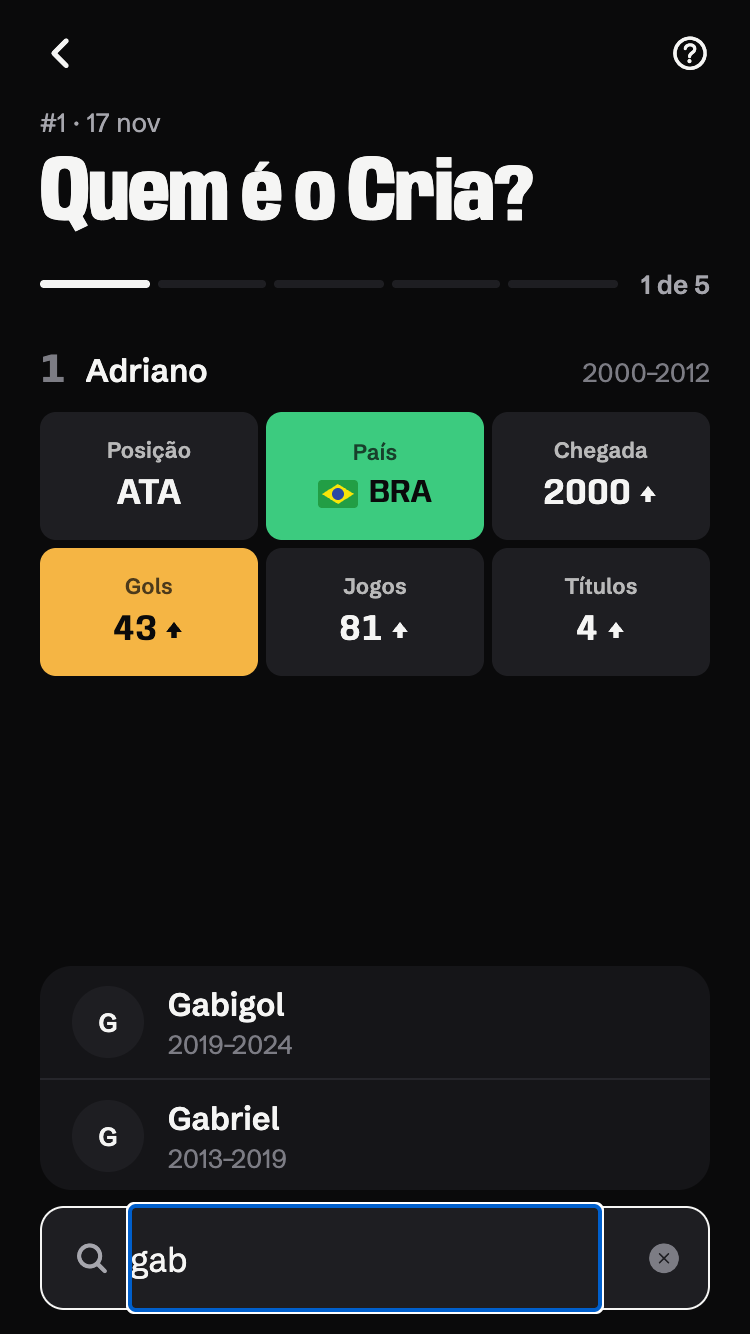 #1 · 17 nov
Quem é o Cria?
1 de 5
1 Adriano 2000-2012
Posição País Chegada
ATA BRA 2000
Gols Jogos Títulos
43 81 4
G Gabigol
2019-2024
G Gabriel
2013-2019
gab